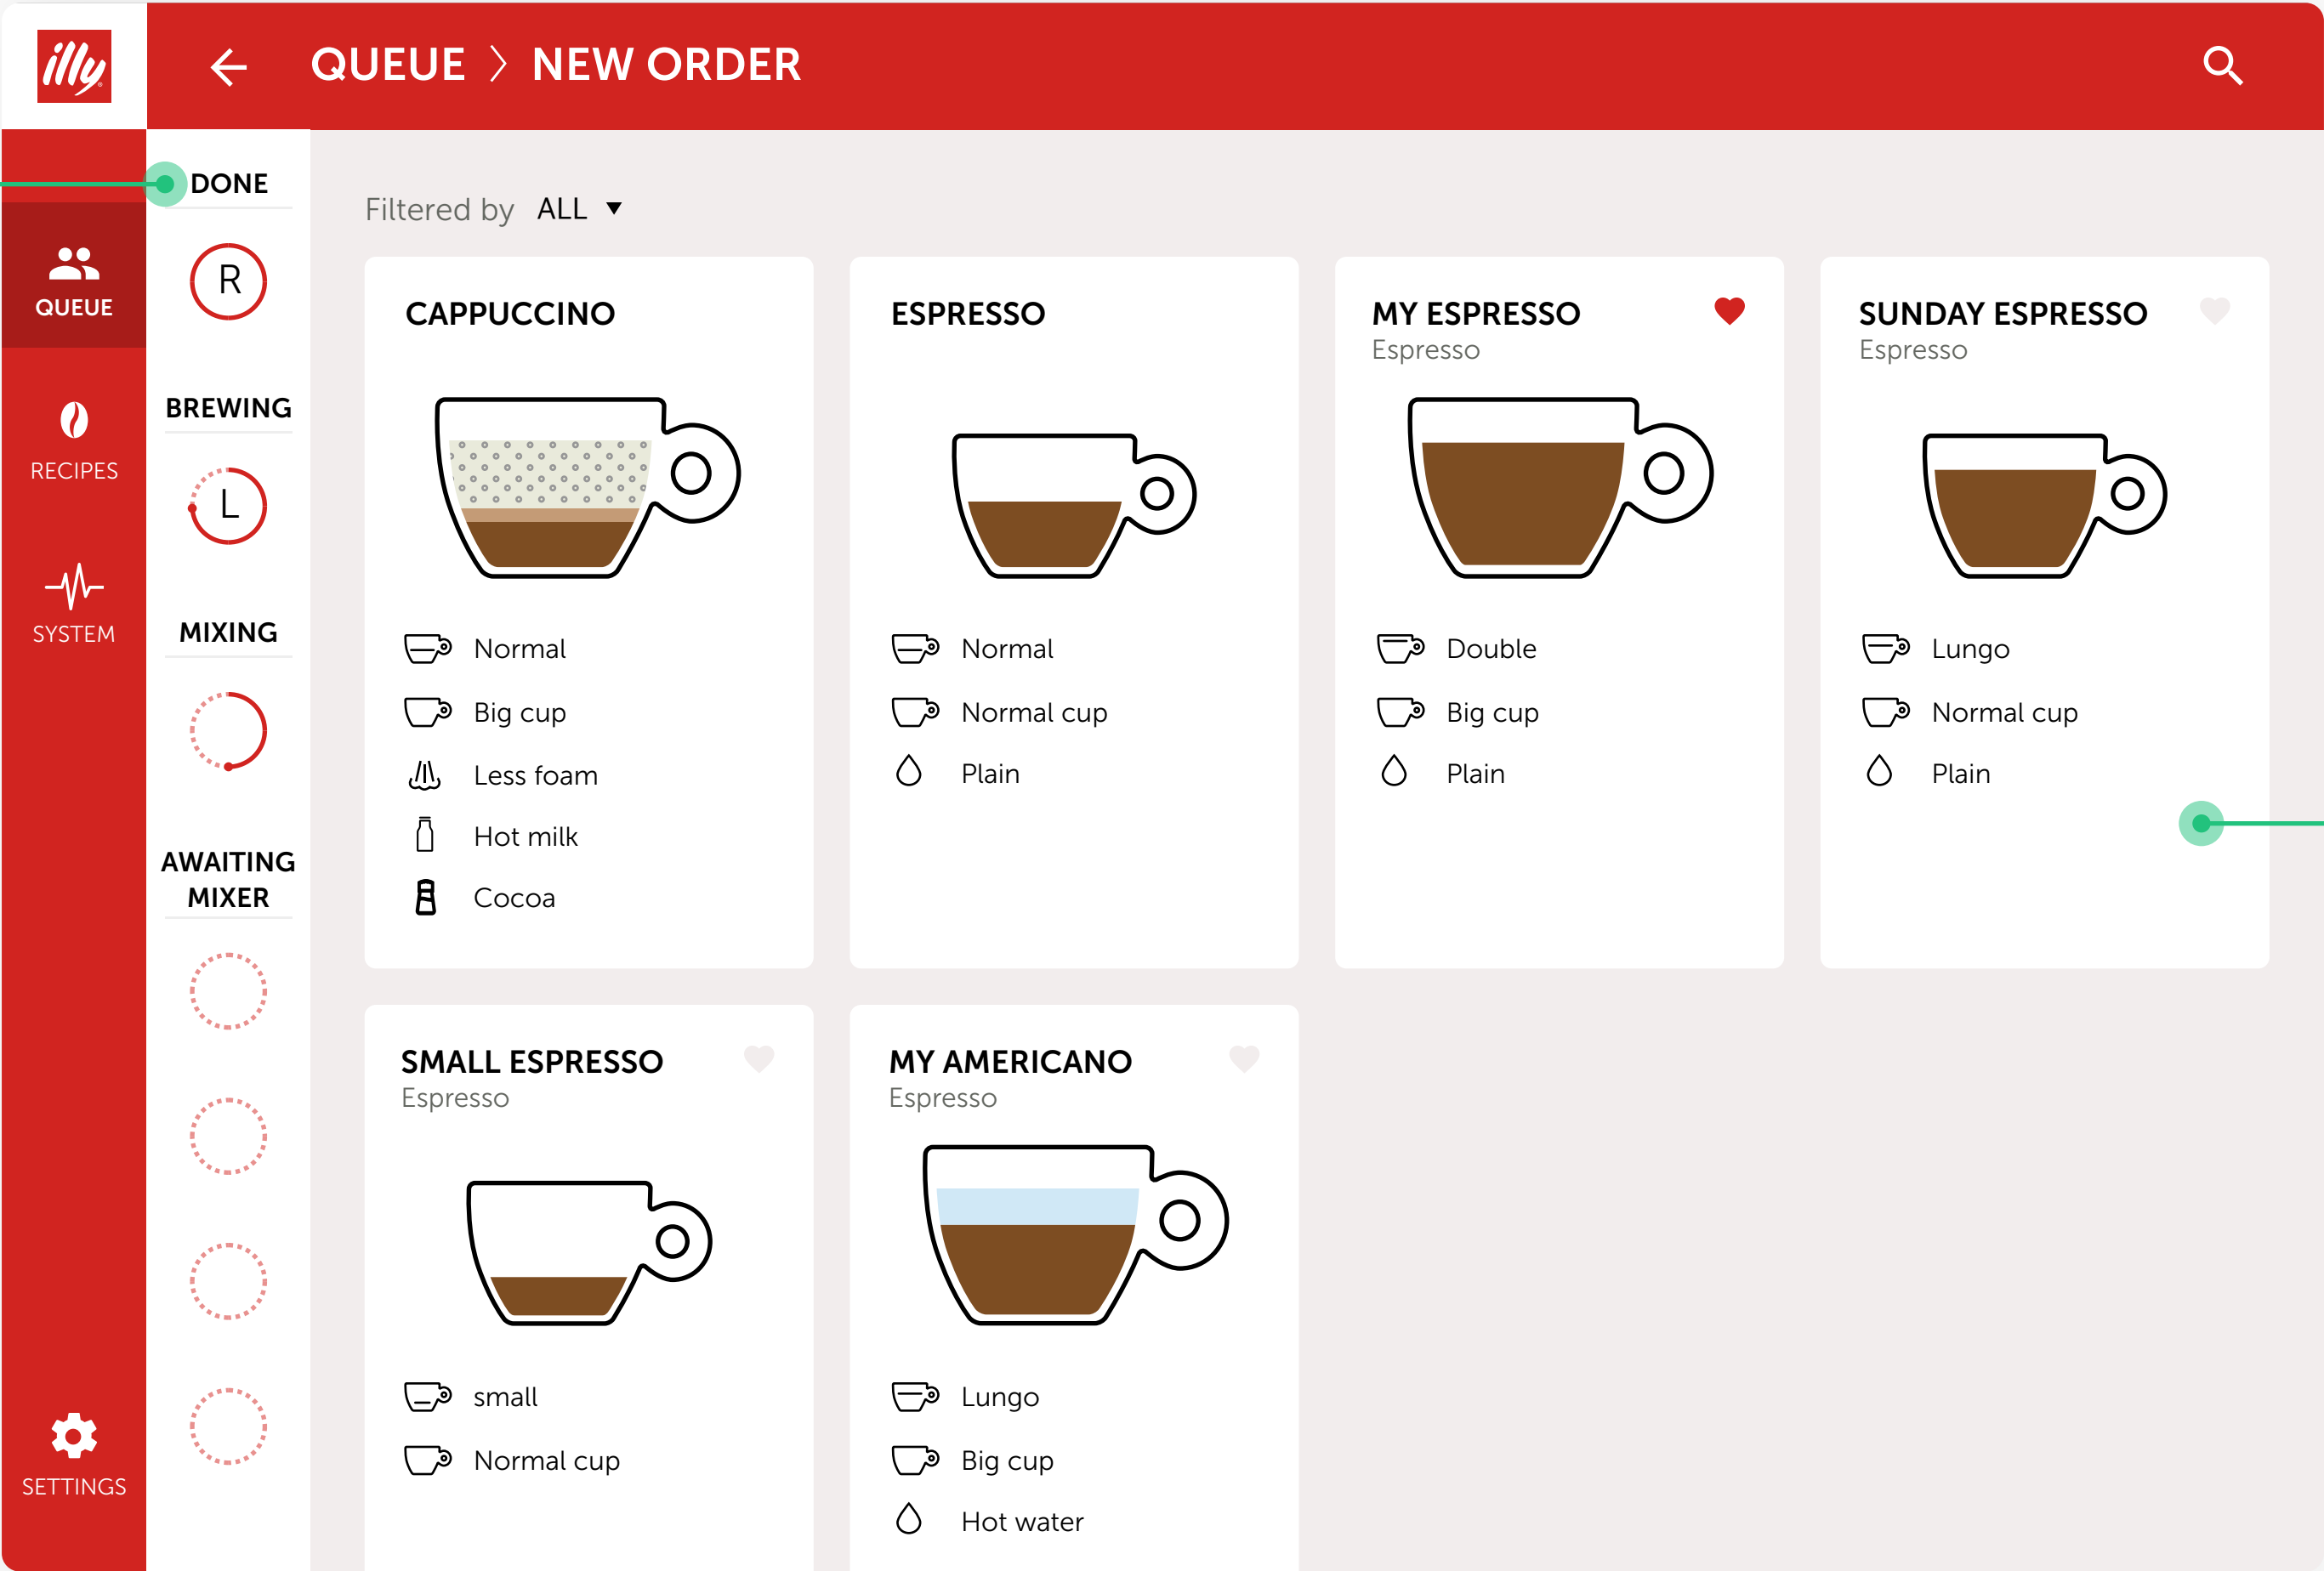 illy
QUEUE > NEW ORDER
DONE
R
BREWING
L
MIXING
AWAITING
MIXER
QUEUE
RECIPES
SYSTEM
SETTINGS
Filtered by ALL
CAPPUCCINO
Normal
Big cup
Less foam
Hot milk
Cocoa
ESPRESSO
Normal
Normal cup
Plain
MY ESPRESSO
Espresso
Double
Big cup
Plain
SUNDAY ESPRESSO
Espresso
Lungo
Normal cup
Plain
SMALL ESPRESSO
Espresso
small
Normal cup
MY AMERICANO
Espresso
Lungo
Big cup
Hot water